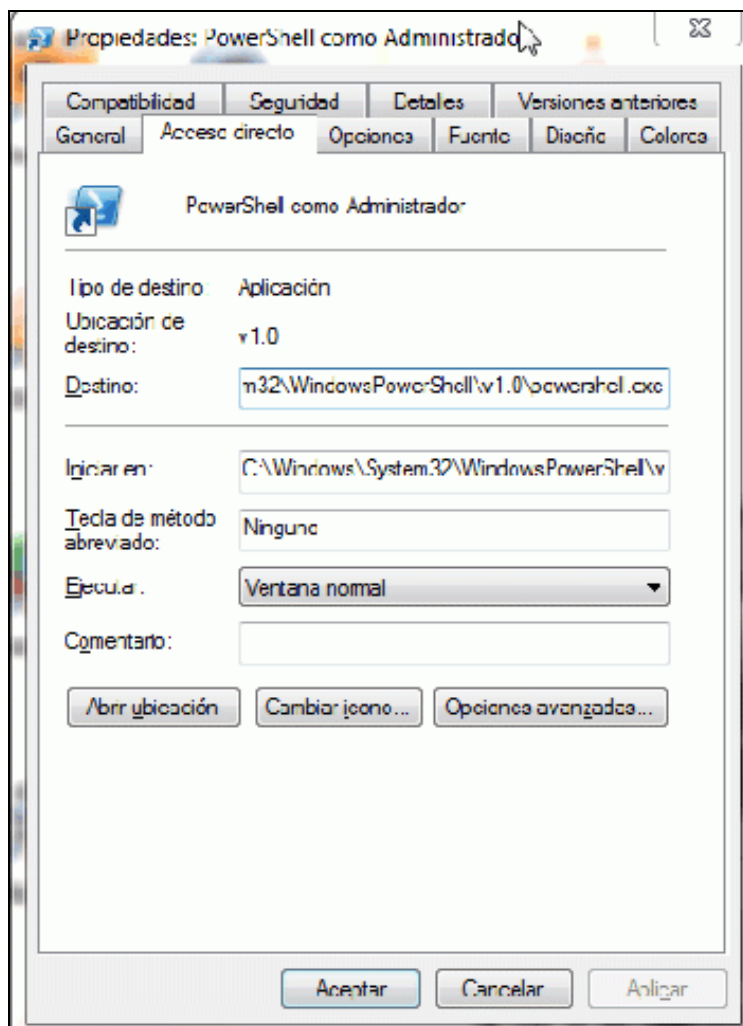 Propiedades: PowerShell como Administrador
Compatibilidad Seguridad Detalles Versiones anteriores
General Acceso directo Opciones Fuente Diseño Colores
PowerShell como Administrador
Tipo de destino: Aplicación
Ubicación de destino: v1.0
Destino: m32\WindowsPowerShell\v1.0\powershell.exe
Iniciar en: C:\Windows\System32\WindowsPowerShell\v
Tecla de método abreviado: Ninguno
Ejecutar: Ventana normal
Comentario:
Abrir ubicación Cambiar icono... Opciones avanzadas...
Aceptar Cancelar Aplicar